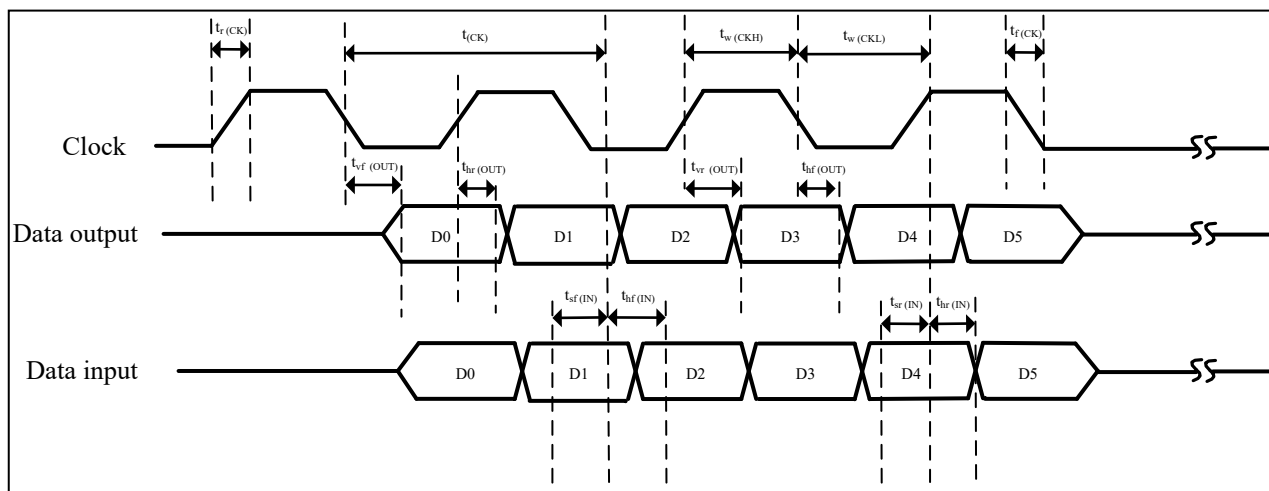 tr (CK)
t(CK)
tw (CKH)
tw (CKL)
tf (CK)
Clock
tvf (OUT)
thr (OUT)
tvr (OUT)
thf (OUT)
Data output
D0
D1
D2
D3
D4
D5
tsf (IN)
thf (IN)
tsr (IN)
thr (IN)
Data input
D0
D1
D2
D3
D4
D5